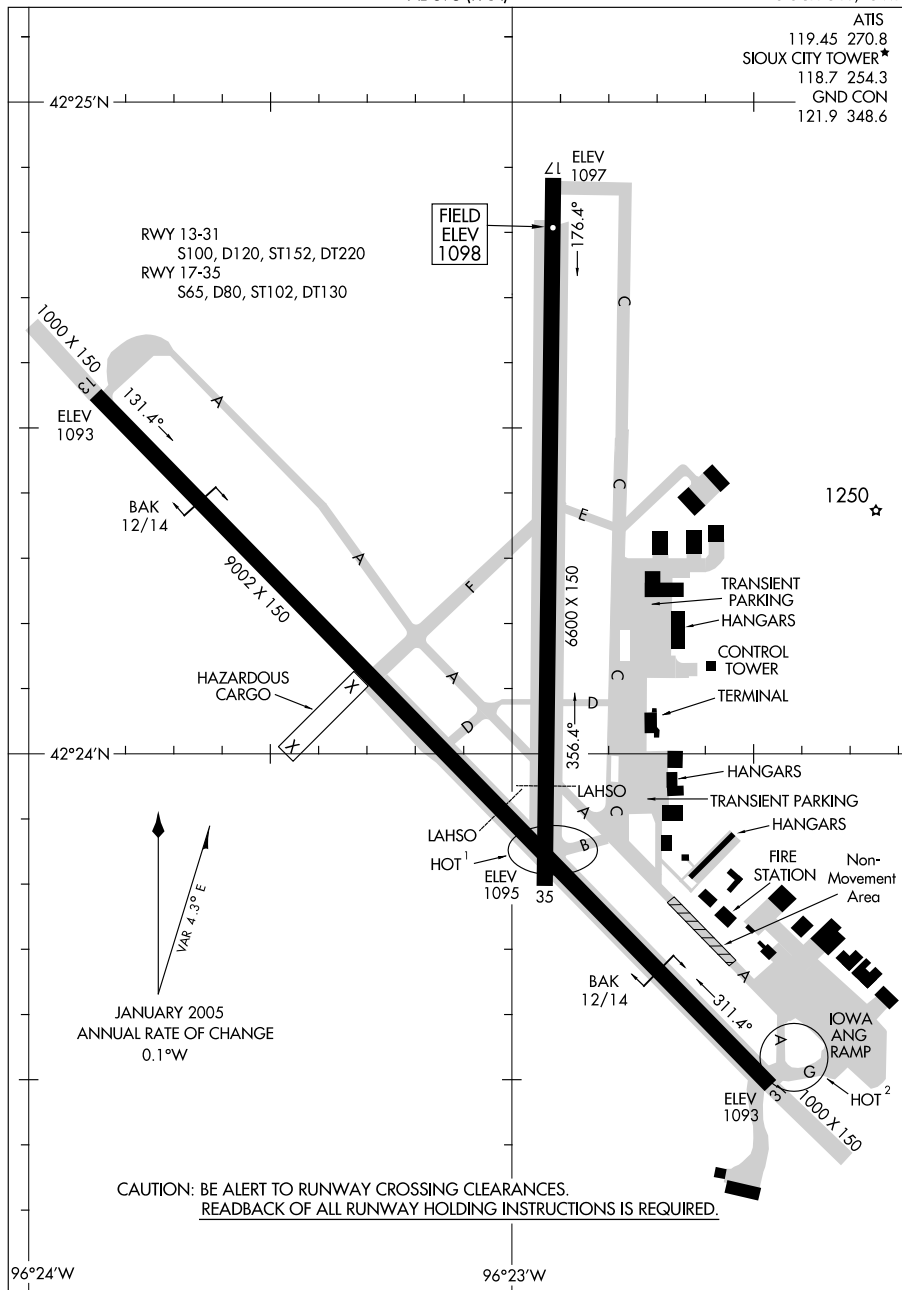 ATIS
119.45 270.8
SIOUX CITY TOWER★
118.7 254.3
GND CON
121.9 348.6
42°25'N
17
ELEV
1097
FIELD
ELEV
1098
176.4°
RWY 13-31
S100, D120, ST152, DT220
RWY 17-35
S65, D80, ST102, DT130
C
1000 X 150
13
ELEV
1093
131.4°
A
BAK
12/14
C
1250
E
A
9002 X 150
F
6600 X 150
TRANSIENT
PARKING
HANGARS
CONTROL
TOWER
HAZARDOUS
CARGO
X
X
A
C
D
D
TERMINAL
356.4°
42°24'N
LAHSO
HANGARS
TRANSIENT PARKING
A
C
LAHSO
HOT 1
B
HANGARS
ELEV
1095
35
FIRE
STATION
Non-
Movement
Area
VAR 4.3° E
A
BAK
12/14
311.4°
JANUARY 2005
ANNUAL RATE OF CHANGE
0.1°W
IOWA
ANG
RAMP
A
G
HOT 2
ELEV
1093
31
1000 X 150
CAUTION: BE ALERT TO RUNWAY CROSSING CLEARANCES.
READBACK OF ALL RUNWAY HOLDING INSTRUCTIONS IS REQUIRED.
96°24'W
96°23'W